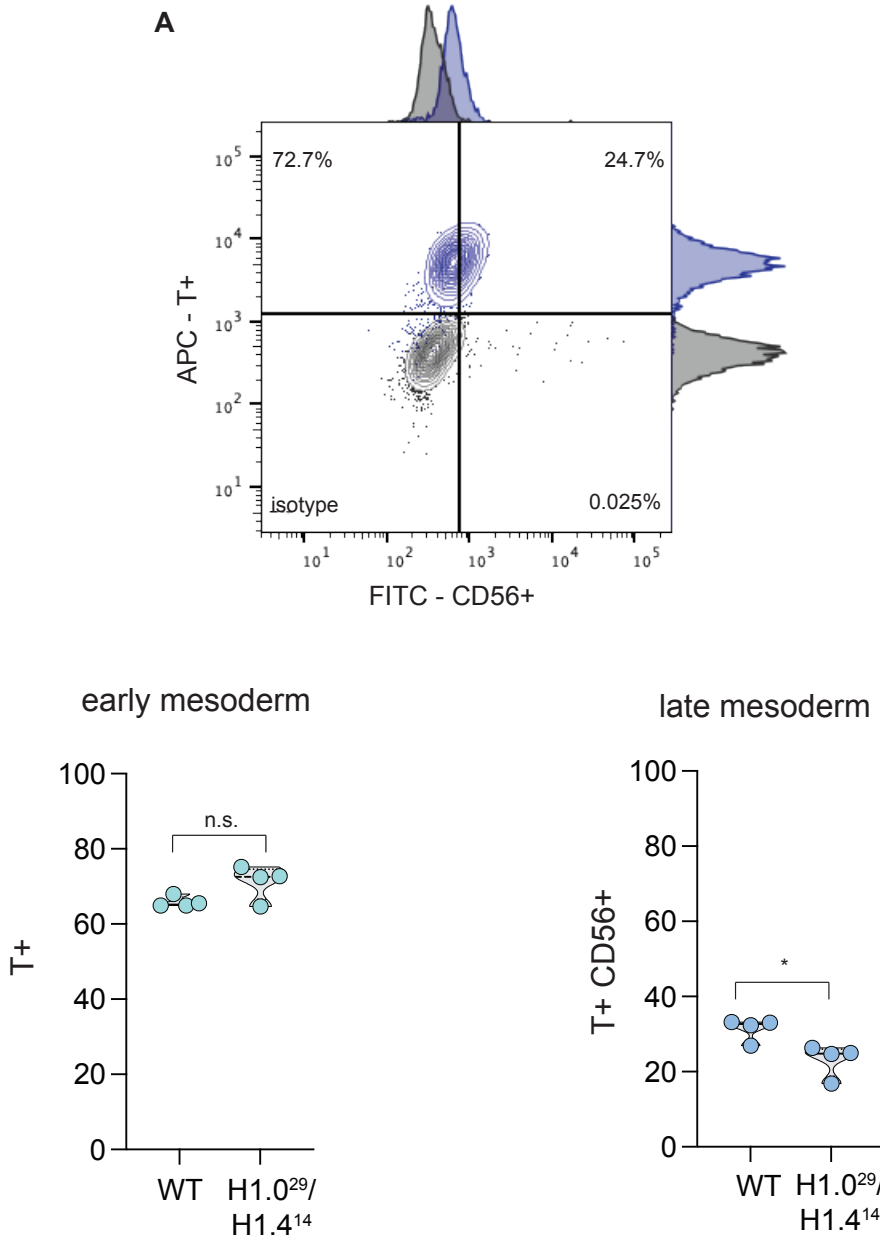 A
72.7% 24.7%
10⁵
10⁴
10³
10²
10¹
APC - T+
isotype 0.025%
10¹ 10² 10³ 10⁴ 10⁵
FITC - CD56+
early mesoderm
100
80
60
40
20
0
T+
n.s.
WT H1.0²⁹/
H1.4¹⁴
late mesoderm
100
80
60
40
20
0
T+ CD56+
*
WT H1.0²⁹/
H1.4¹⁴